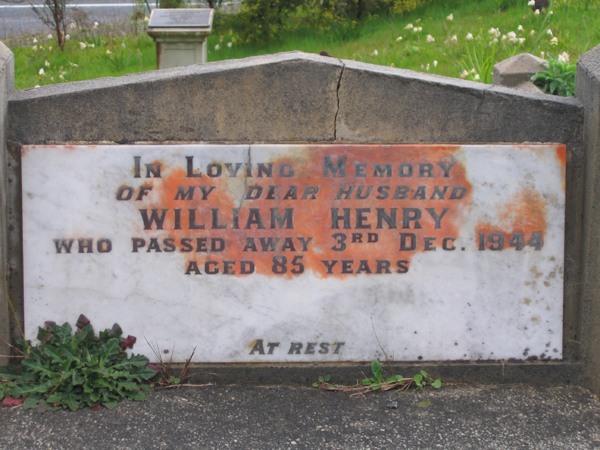 IN LOVING MEMORY
OF MY DEAR HUSBAND
WILLIAM HENRY
WHO PASSED AWAY 3RD DEC. 1944
AGED 85 YEARS
AT REST